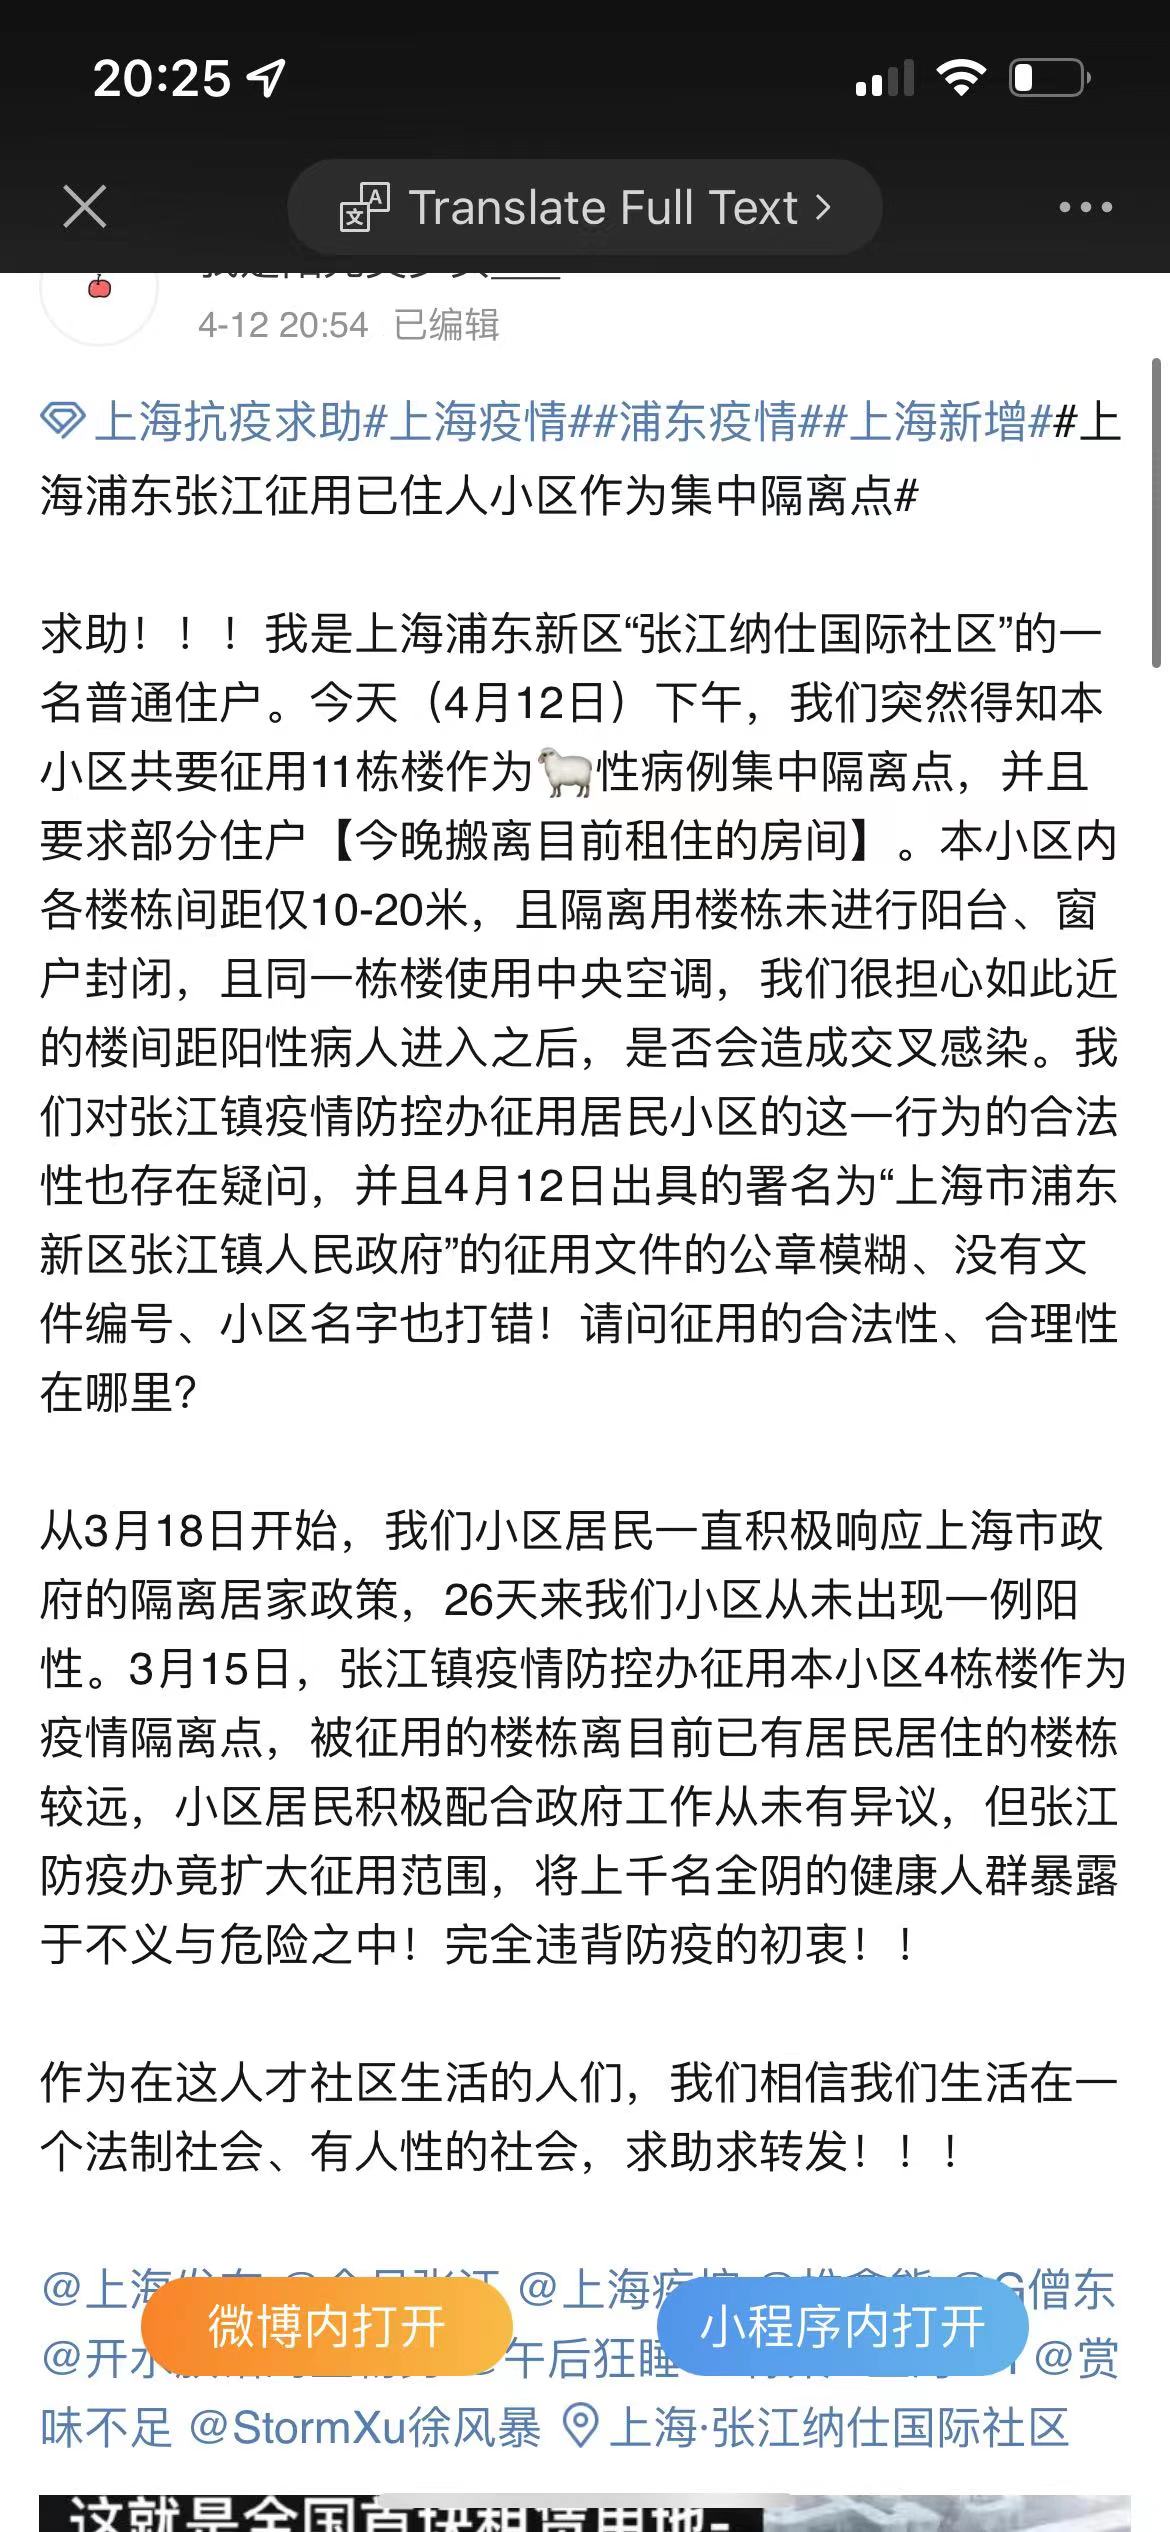 20:25
Translate Full Text >
4-12 20:54 已编辑
上海抗疫求助#上海疫情##浦东疫情##上海新增##上
海浦东张江征用已住人小区作为集中隔离点#
求助！！！我是上海浦东新区“张江纳仕国际社区”的一
名普通住户。今天（4月12日）下午，我们突然得知本
小区共要征用11栋楼作为🐑性病例集中隔离点，并且
要求部分住户【今晚搬离目前租住的房间】。本小区内
各楼栋间距仅10-20米，且隔离用楼栋未进行阳台、窗
户封闭，且同一栋楼使用中央空调，我们很担心如此近
的楼间距阳性病人进入之后，是否会造成交叉感染。我
们对张江镇疫情防控办征用居民小区的这一行为的合法
性也存在疑问，并且4月12日出具的署名为“上海市浦东
新区张江镇人民政府”的征用文件的公章模糊、没有文
件编号、小区名字也打错！请问征用的合法性、合理性
在哪里？
从3月18日开始，我们小区居民一直积极响应上海市政
府的隔离居家政策，26天来我们小区从未出现一例阳
性。3月15日，张江镇疫情防控办征用本小区4栋楼作为
疫情隔离点，被征用的楼栋离目前已有居民居住的楼栋
较远，小区居民积极配合政府工作从未有异议，但张江
防疫办竟扩大征用范围，将上千名全阴的健康人群暴露
于不义与危险之中！完全违背防疫的初衷！！
作为在这人才社区生活的人们，我们相信我们生活在一
个法制社会、有人性的社会，求助求转发！！！
@上海 @上海 僧东
微博内打开 小程序内打开
@开水 午后狂睡 @赏
味不足 @StormXu徐风暴 上海·张江纳仕国际社区
这就是全国首块租赁用地-